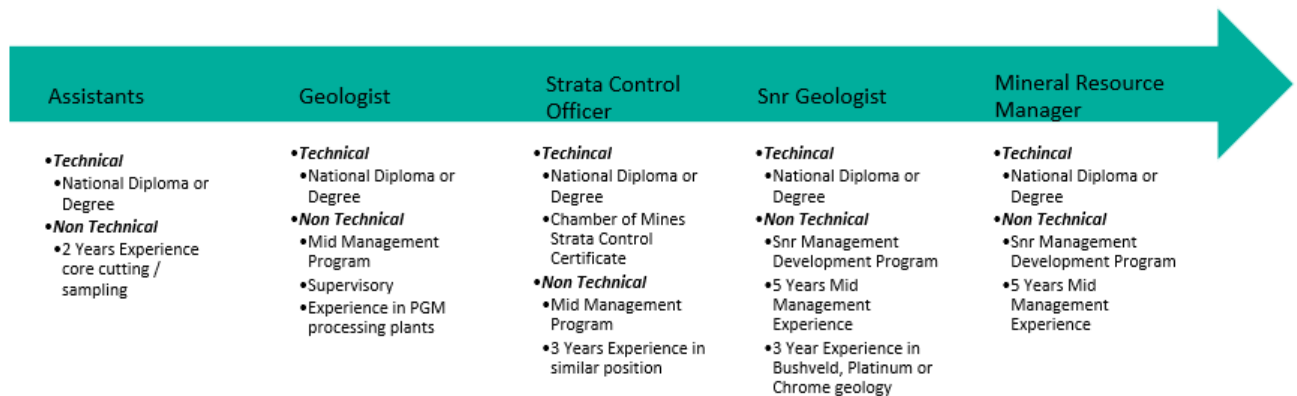 Assistants
•Technical
•National Diploma or
Degree
•Non Technical
•2 Years Experience
core cutting /
sampling
Geologist
•Technical
•National Diploma or
Degree
•Non Technical
•Mid Management
Program
•Supervisory
•Experience in PGM
processing plants
Strata Control
Officer
•Techincal
•National Diploma or
Degree
•Chamber of Mines
Strata Control
Certificate
•Non Technical
•Mid Management
Program
•3 Years Experience in
similar position
Snr Geologist
•Techincal
•National Diploma or
Degree
•Non Technical
•Snr Management
Development Program
•5 Years Mid
Management
Experience
•3 Year Experience in
Bushveld, Platinum or
Chrome geology
Mineral Resource
Manager
•Techincal
•National Diploma or
Degree
•Non Technical
•Snr Management
Development Program
•5 Years Mid
Management
Experience